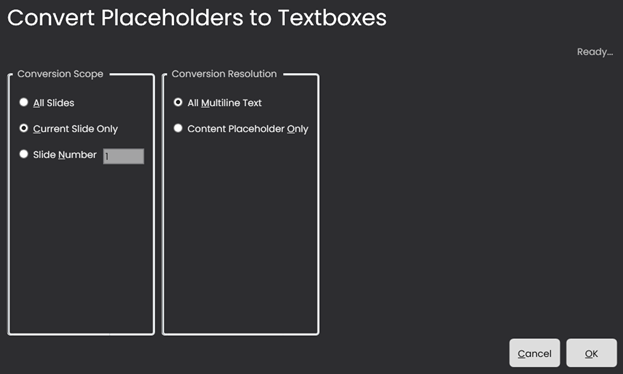 Convert Placeholders to Textboxes
Ready...
Conversion Scope
All Slides
Current Slide Only
Slide Number 1
Conversion Resolution
All Multiline Text
Content Placeholder Only
Cancel
OK